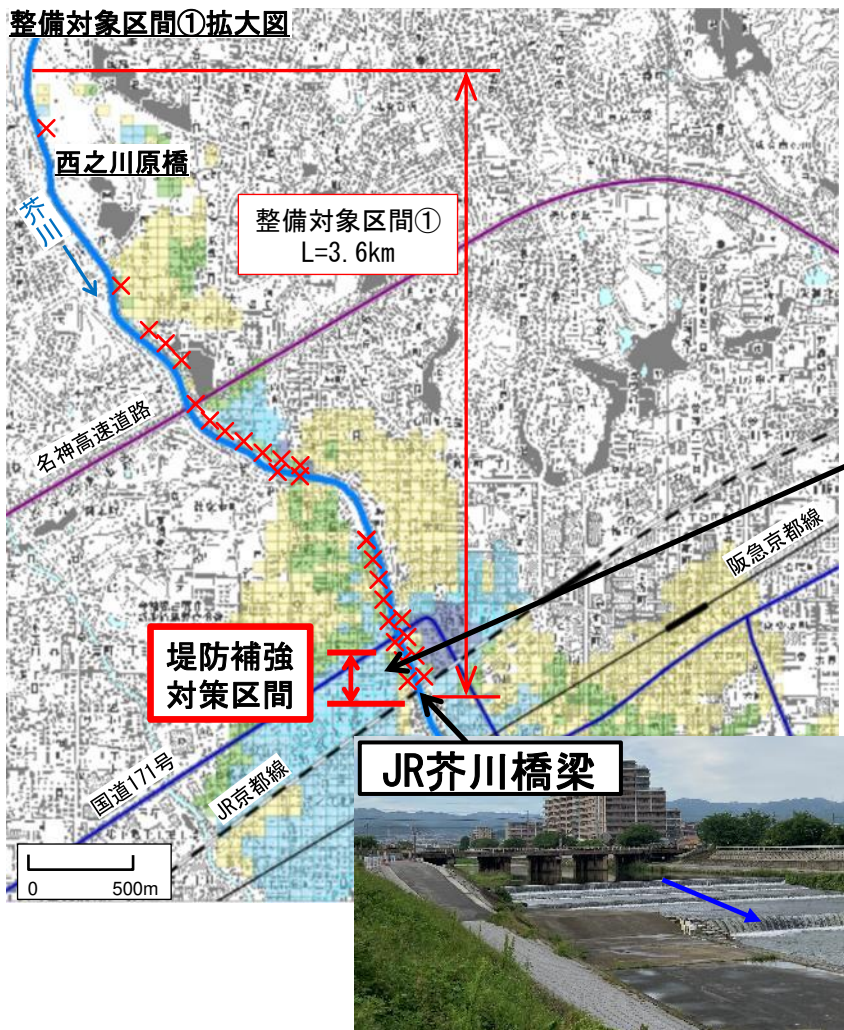 整備対象区間①拡大図
西之川原橋
芥川
整備対象区間①
L=3.6km
名神高速道路
阪急京都線
堤防補強
対策区間
国道171号
JR京都線
JR芥川橋梁
0 500m